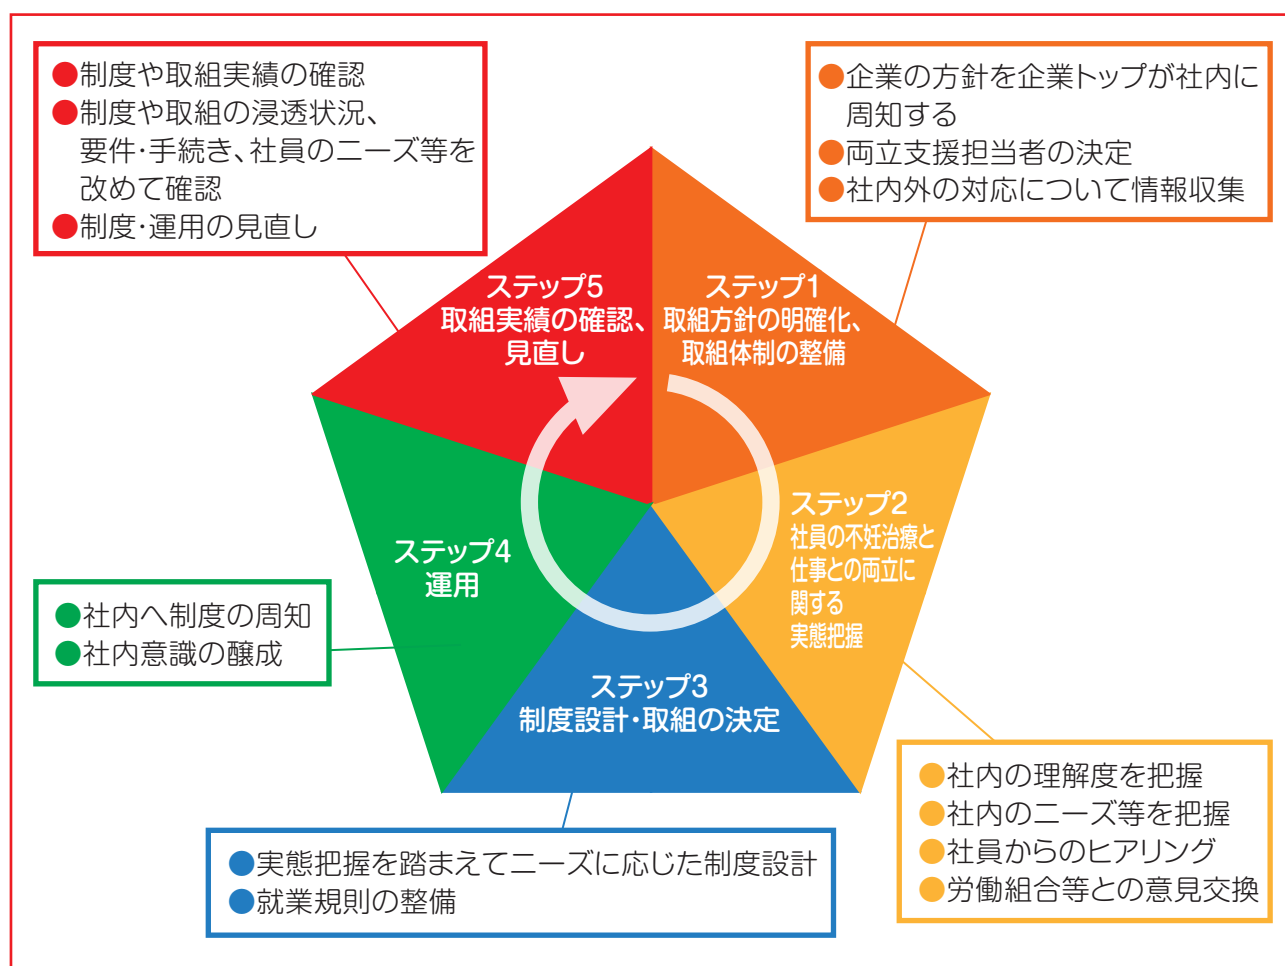 ●制度や取組実績の確認
●制度や取組の浸透状況、
要件・手続き、社員のニーズ等を
改めて確認
●制度・運用の見直し
●企業の方針を企業トップが社内に
周知する
●両立支援担当者の決定
●社内外の対応について情報収集
ステップ5
取組実績の確認、
見直し
ステップ1
取組方針の明確化、
取組体制の整備
ステップ2
社員の不妊治療と
仕事との両立に
関する
実態把握
ステップ4
運用
●社内へ制度の周知
●社内意識の醸成
ステップ3
制度設計・取組の決定
●社内の理解度を把握
●社内のニーズ等を把握
●社員からのヒアリング
●労働組合等との意見交換
●実態把握を踏まえてニーズに応じた制度設計
●就業規則の整備